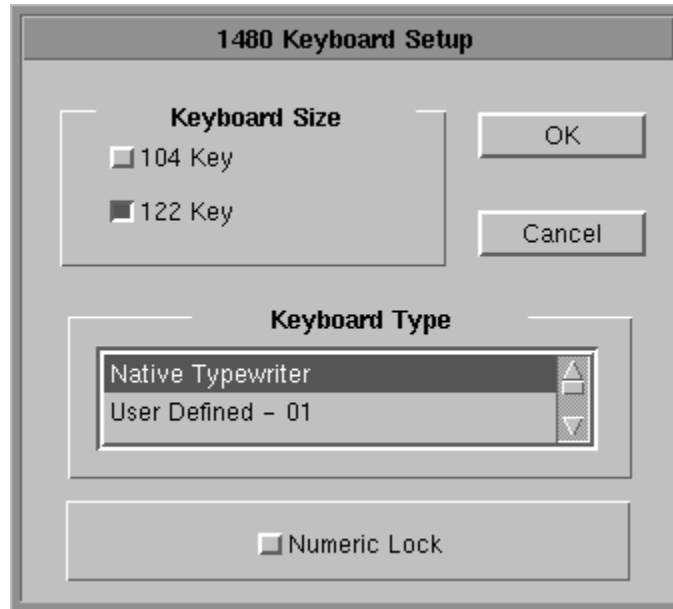 1480 Keyboard Setup
Keyboard Size
104 Key
122 Key
OK
Cancel
Keyboard Type
Native Typewriter
User Defined – 01
Numeric Lock